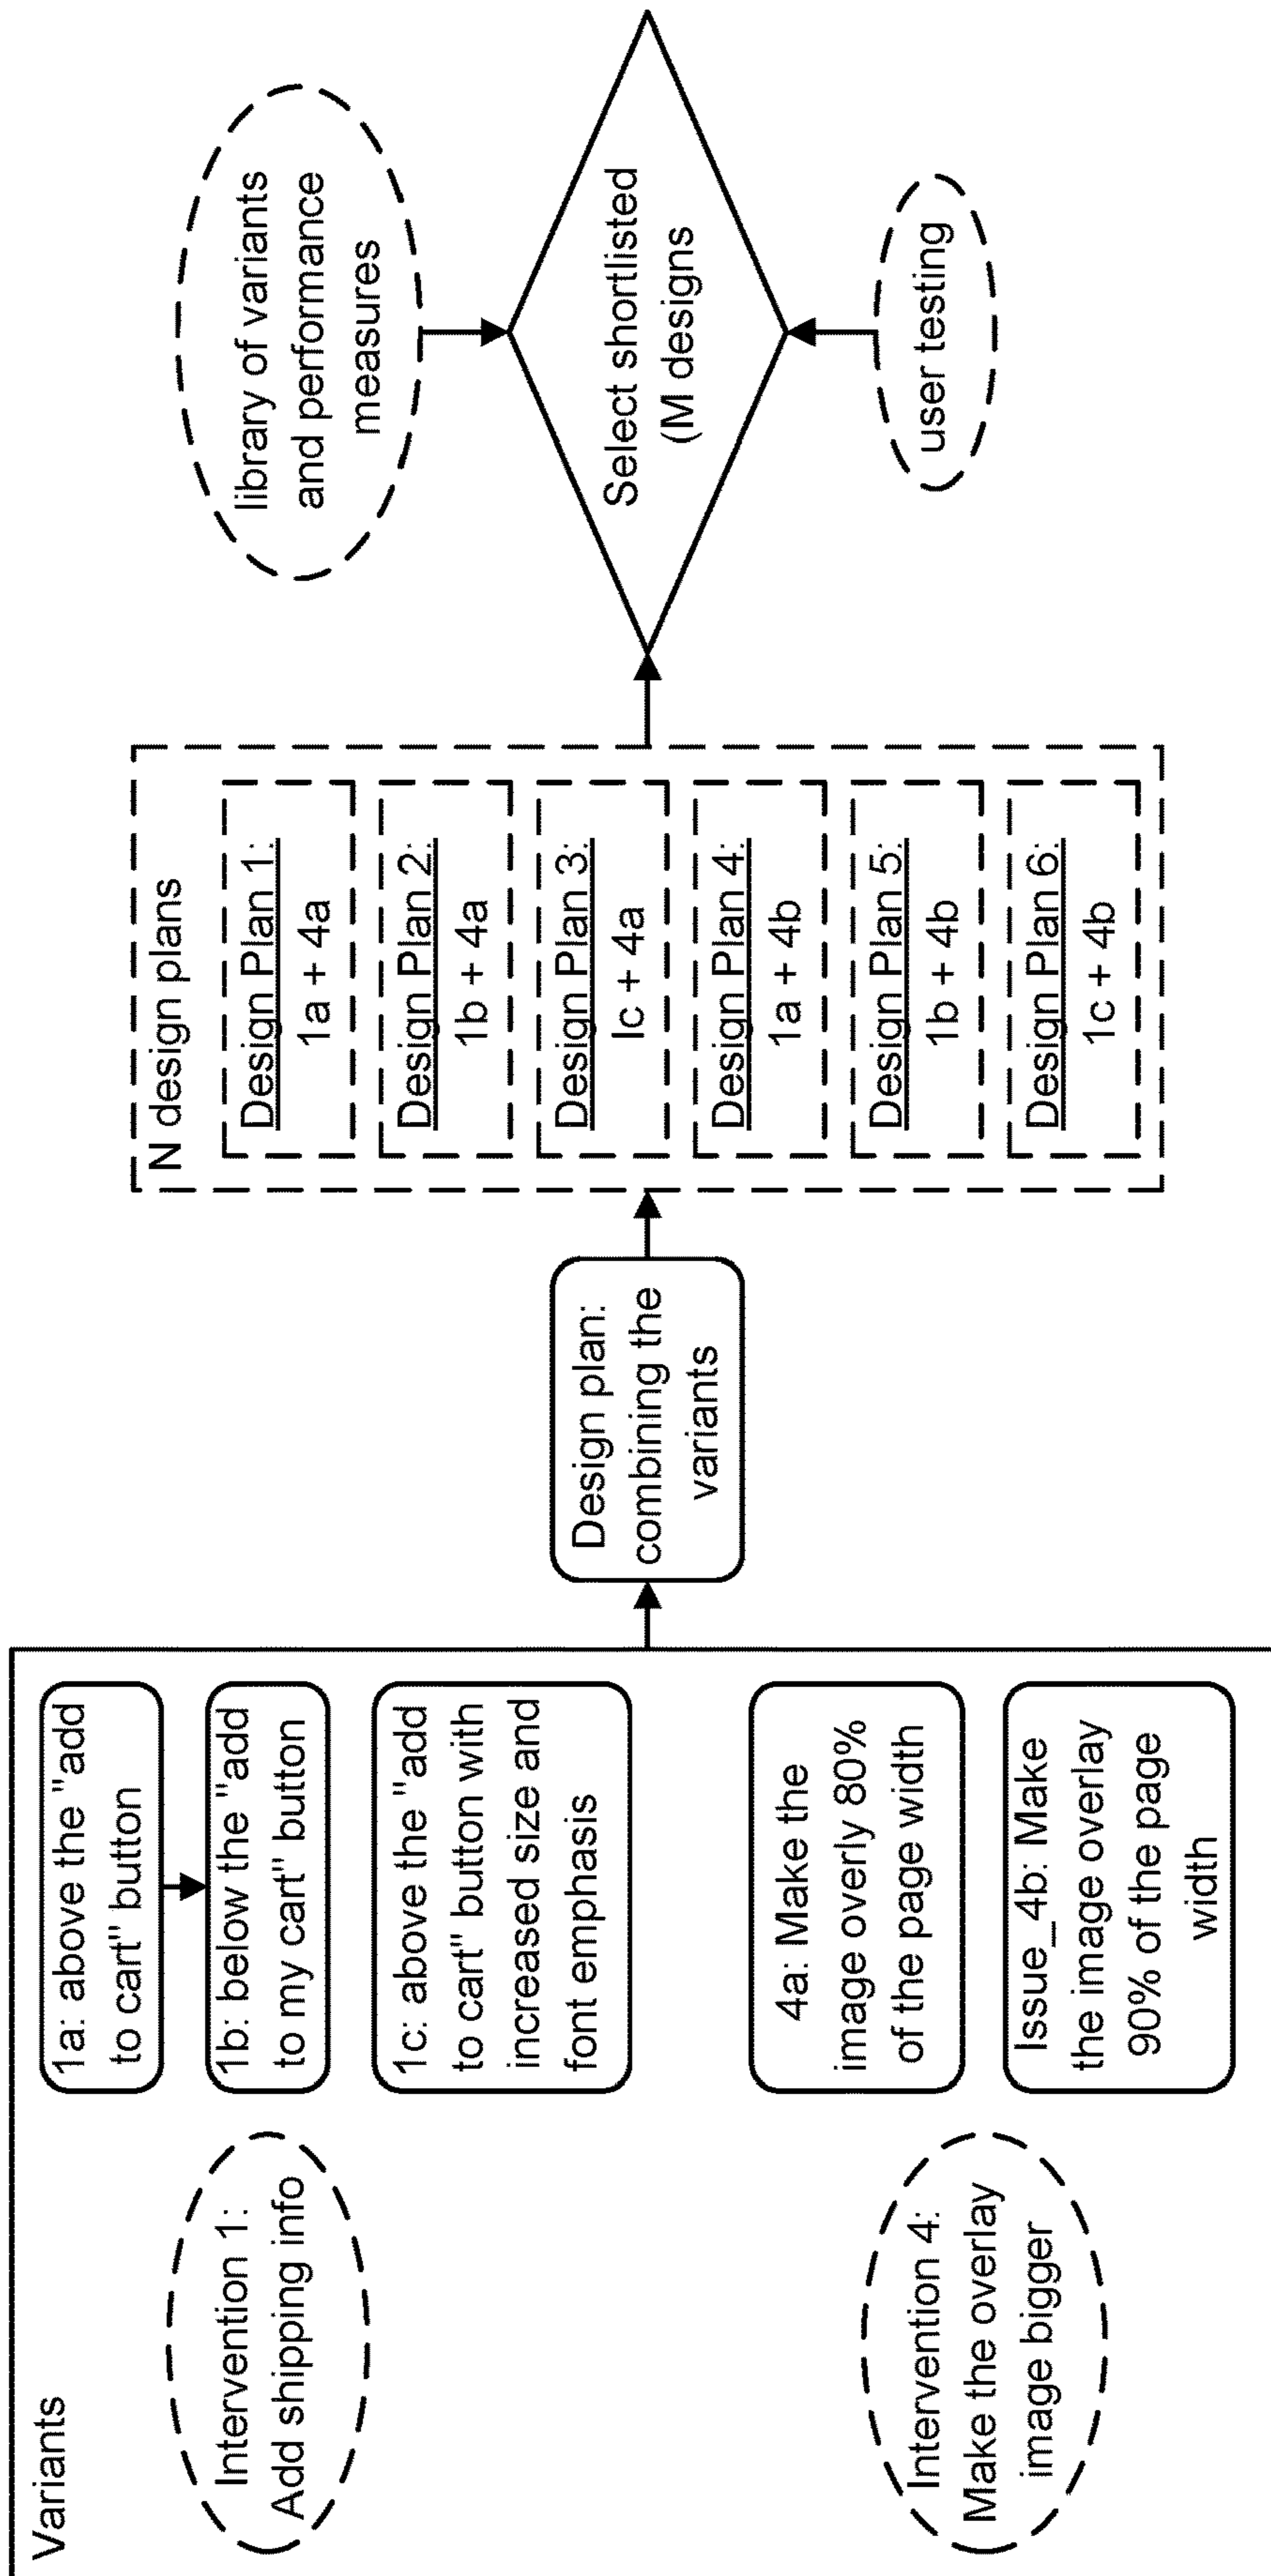 Variants
Intervention 1:
Add shipping info
1a: above the "add
to cart" button
1b: below the "add
to my cart" button
1c: above the "add
to cart" button with
increased size and
font emphasis
Intervention 4:
Make the overlay
image bigger
4a: Make the
image overly 80%
of the page width
Issue_4b: Make
the image overlay
90% of the page
width
Design plan:
combining the
variants
N design plans
Design Plan 1:
1a + 4a
Design Plan 2:
1b + 4a
Design Plan 3:
Ic + 4a
Design Plan 4:
1a + 4b
Design Plan 5:
1b + 4b
Design Plan 6:
1c + 4b
library of variants
and performance
measures
Select shortlisted
(M designs
user testing